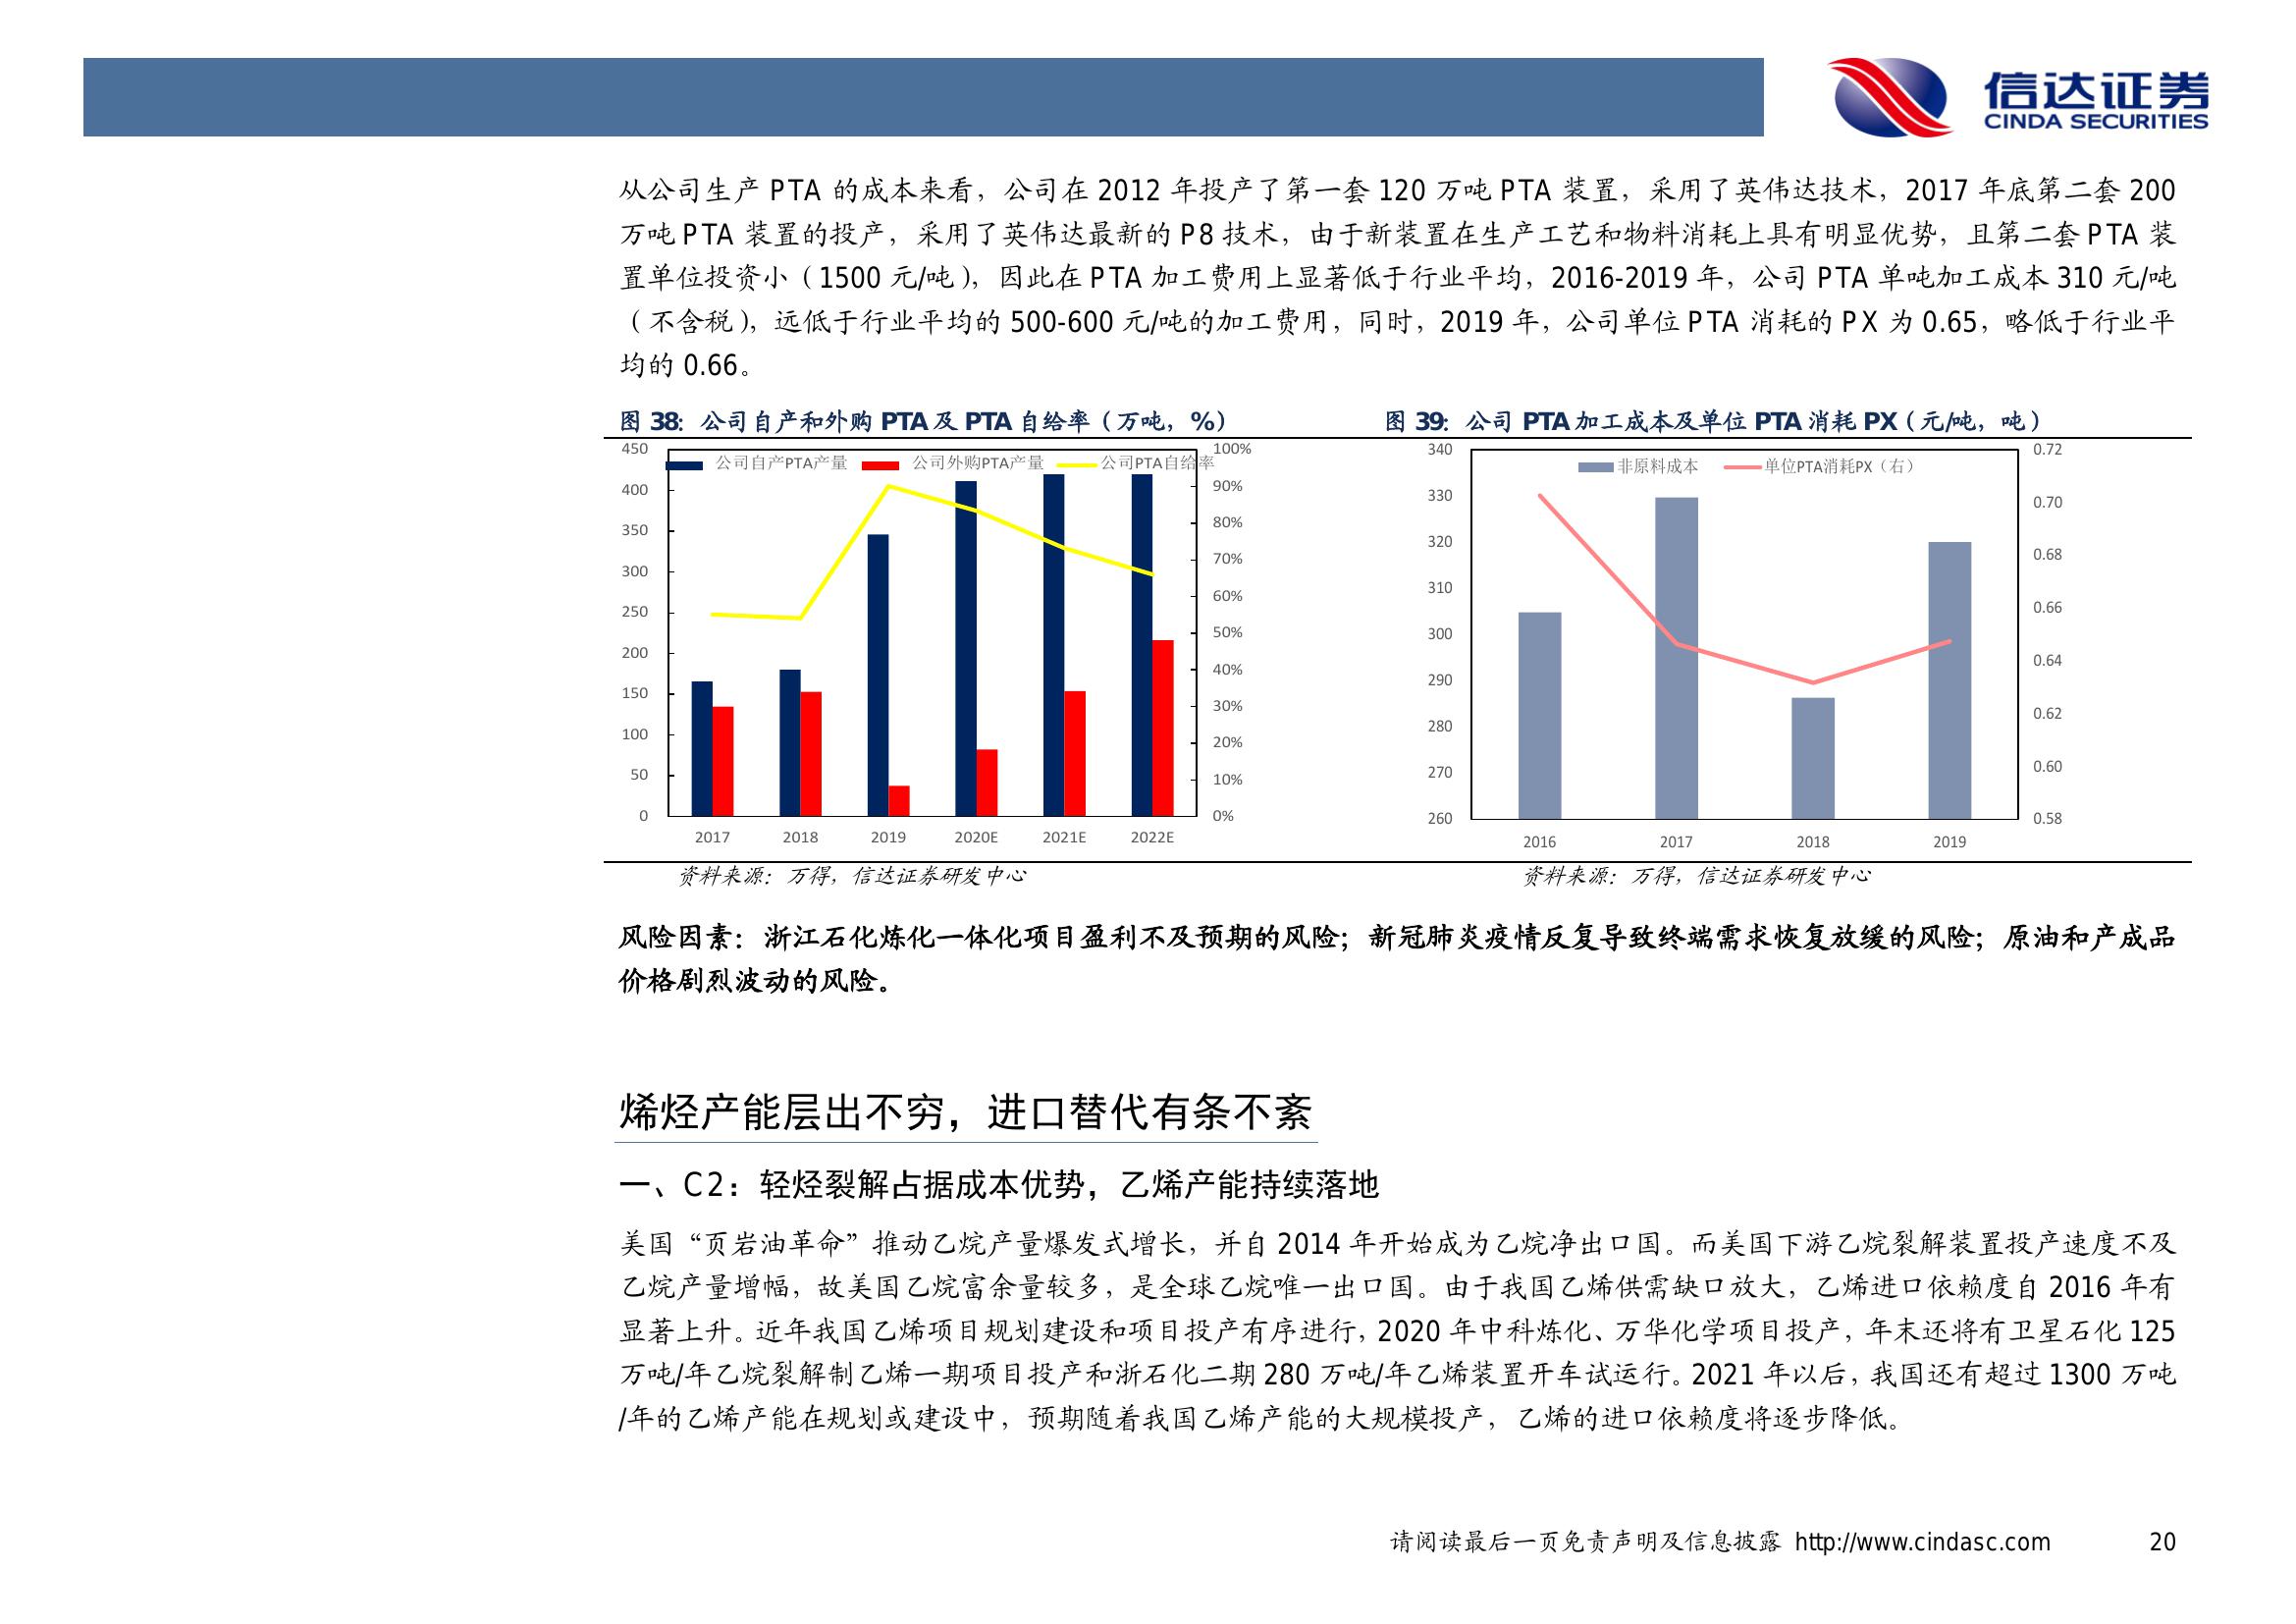 信达证券
CINDA SECURITIES
从公司生产 PTA 的成本来看，公司在 2012 年投产了第一套 120 万吨 PTA 装置，采用了英伟达技术，2017 年底第二套 200
万吨 PTA 装置的投产，采用了英伟达最新的 P8 技术，由于新装置在生产工艺和物料消耗上具有明显优势，且第二套 PTA 装
置单位投资小（1500 元/吨），因此在 PTA 加工费用上显著低于行业平均，2016-2019 年，公司 PTA 单吨加工成本 310 元/吨
（不含税），远低于行业平均的 500-600 元/吨的加工费用，同时，2019 年，公司单位 PTA 消耗的 PX 为 0.65，略低于行业平
均的 0.66。
图 38：公司自产和外购 PTA 及 PTA 自给率（万吨，%）
450
400
350
300
250
200
150
100
50
0
公司自产PTA产量 公司外购PTA产量 公司PTA自给率
100%
90%
80%
70%
60%
50%
40%
30%
20%
10%
0%
2017 2018 2019 2020E 2021E 2022E
资料来源：万得，信达证券研发中心
图 39：公司 PTA 加工成本及单位 PTA 消耗 PX（元/吨，吨）
340
330
320
310
300
290
280
270
260
非原料成本 单位PTA消耗PX（右）
0.72
0.70
0.68
0.66
0.64
0.62
0.60
0.58
2016 2017 2018 2019
资料来源：万得，信达证券研发中心
风险因素：浙江石化炼化一体化项目盈利不及预期的风险；新冠肺炎疫情反复导致终端需求恢复放缓的风险；原油和产成品
价格剧烈波动的风险。
烯烃产能层出不穷，进口替代有条不紊
一、C2：轻烃裂解占据成本优势，乙烯产能持续落地
美国“页岩油革命”推动乙烷产量爆发式增长，并自 2014 年开始成为乙烷净出口国。而美国下游乙烷裂解装置投产速度不及
乙烷产量增幅，故美国乙烷富余量较多，是全球乙烷唯一出口国。由于我国乙烯供需缺口放大，乙烯进口依赖度自 2016 年有
显著上升。近年我国乙烯项目规划建设和项目投产有序进行，2020 年中科炼化、万华化学项目投产，年末还将有卫星石化 125
万吨/年乙烷裂解制乙烯一期项目投产和浙石化二期 280 万吨/年乙烯装置开车试运行。2021 年以后，我国还有超过 1300 万吨
/年的乙烯产能在规划或建设中，预期随着我国乙烯产能的大规模投产，乙烯的进口依赖度将逐步降低。
请阅读最后一页免责声明及信息披露 http://www.cindasc.com 20